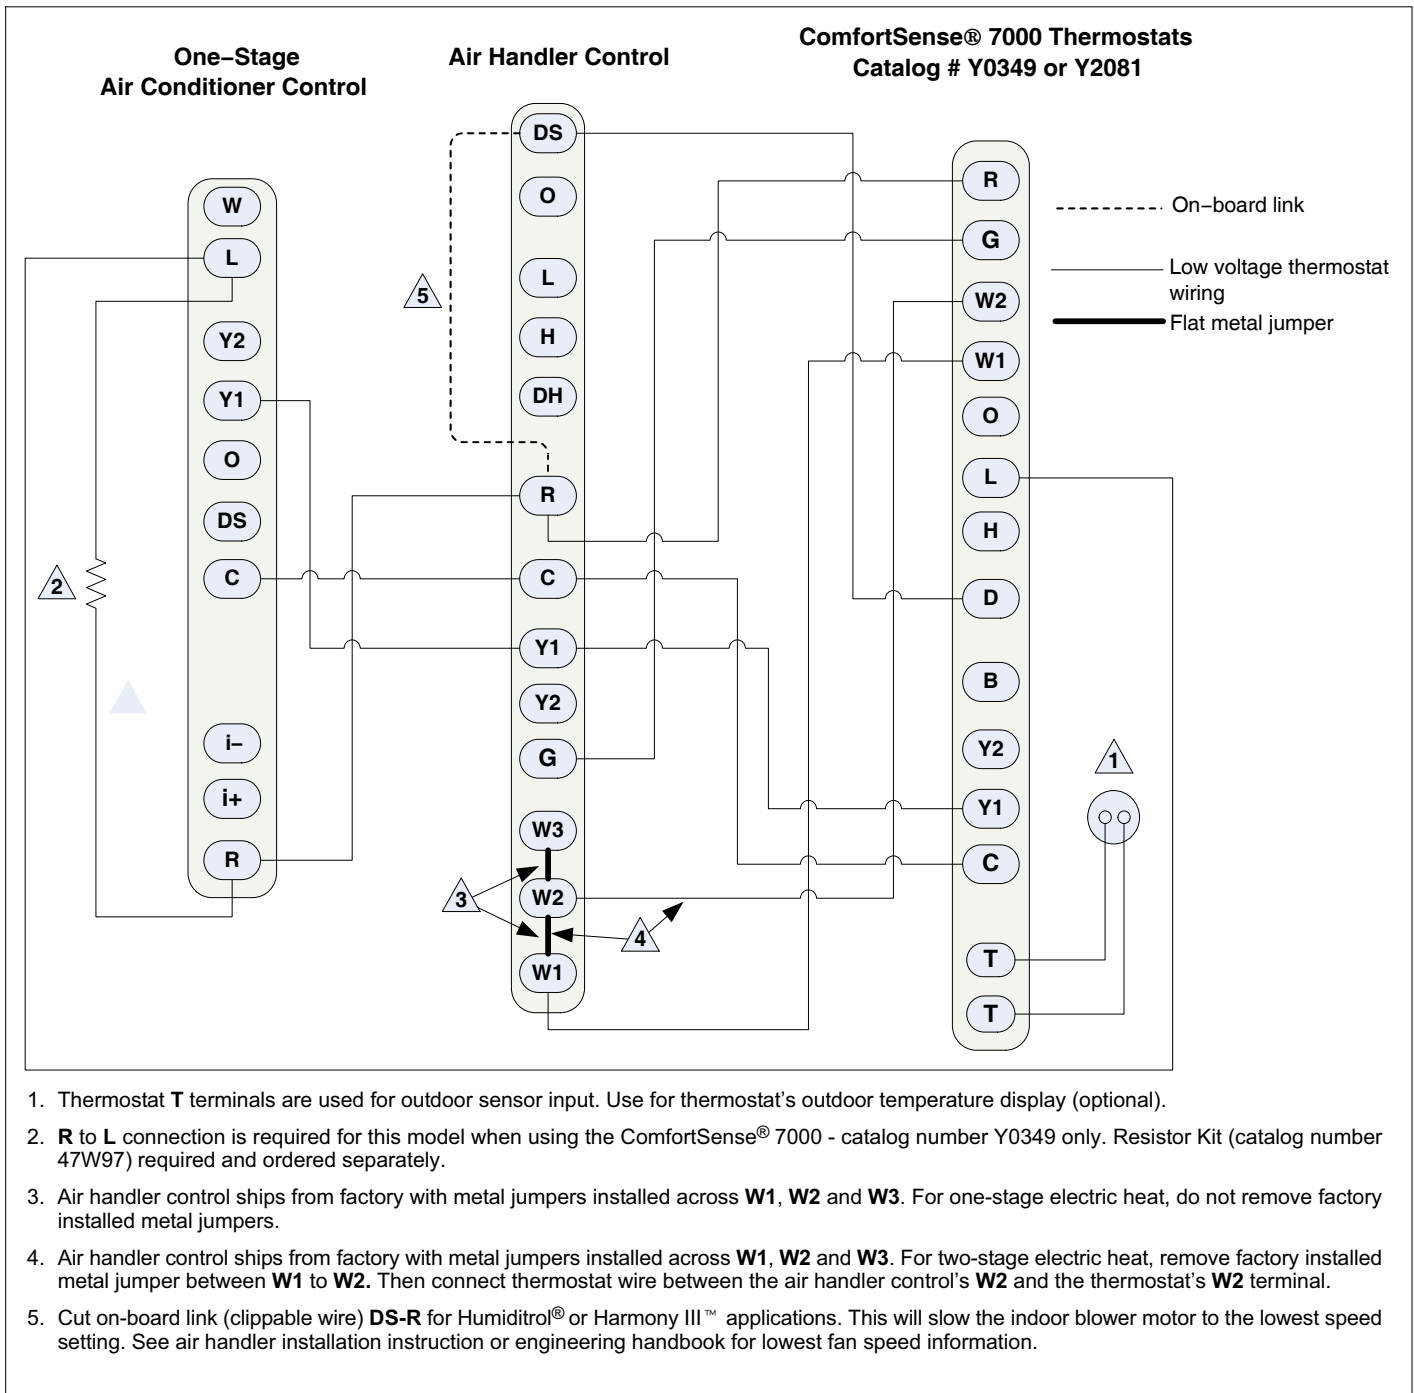 One−Stage
Air Conditioner Control
Air Handler Control
ComfortSense® 7000 Thermostats
Catalog # Y0349 or Y2081
W
L
Y2
Y1
O
DS
C
i−
i+
R
2
DS
O
L
H
DH
R
C
Y1
Y2
G
W3
W2
W1
5
3
4
R
G
W2
W1
O
L
H
D
B
Y2
Y1
C
T
T
1
On−board link
Low voltage thermostat
wiring
Flat metal jumper
1. Thermostat T terminals are used for outdoor sensor input. Use for thermostat's outdoor temperature display (optional).
2. R to L connection is required for this model when using the ComfortSense® 7000 - catalog number Y0349 only. Resistor Kit (catalog number
47W97) required and ordered separately.
3. Air handler control ships from factory with metal jumpers installed across W1, W2 and W3. For one-stage electric heat, do not remove factory
installed metal jumpers.
4. Air handler control ships from factory with metal jumpers installed across W1, W2 and W3. For two-stage electric heat, remove factory installed
metal jumper between W1 to W2. Then connect thermostat wire between the air handler control's W2 and the thermostat's W2 terminal.
5. Cut on-board link (clippable wire) DS-R for Humiditrol® or Harmony III™ applications. This will slow the indoor blower motor to the lowest speed
setting. See air handler installation instruction or engineering handbook for lowest fan speed information.